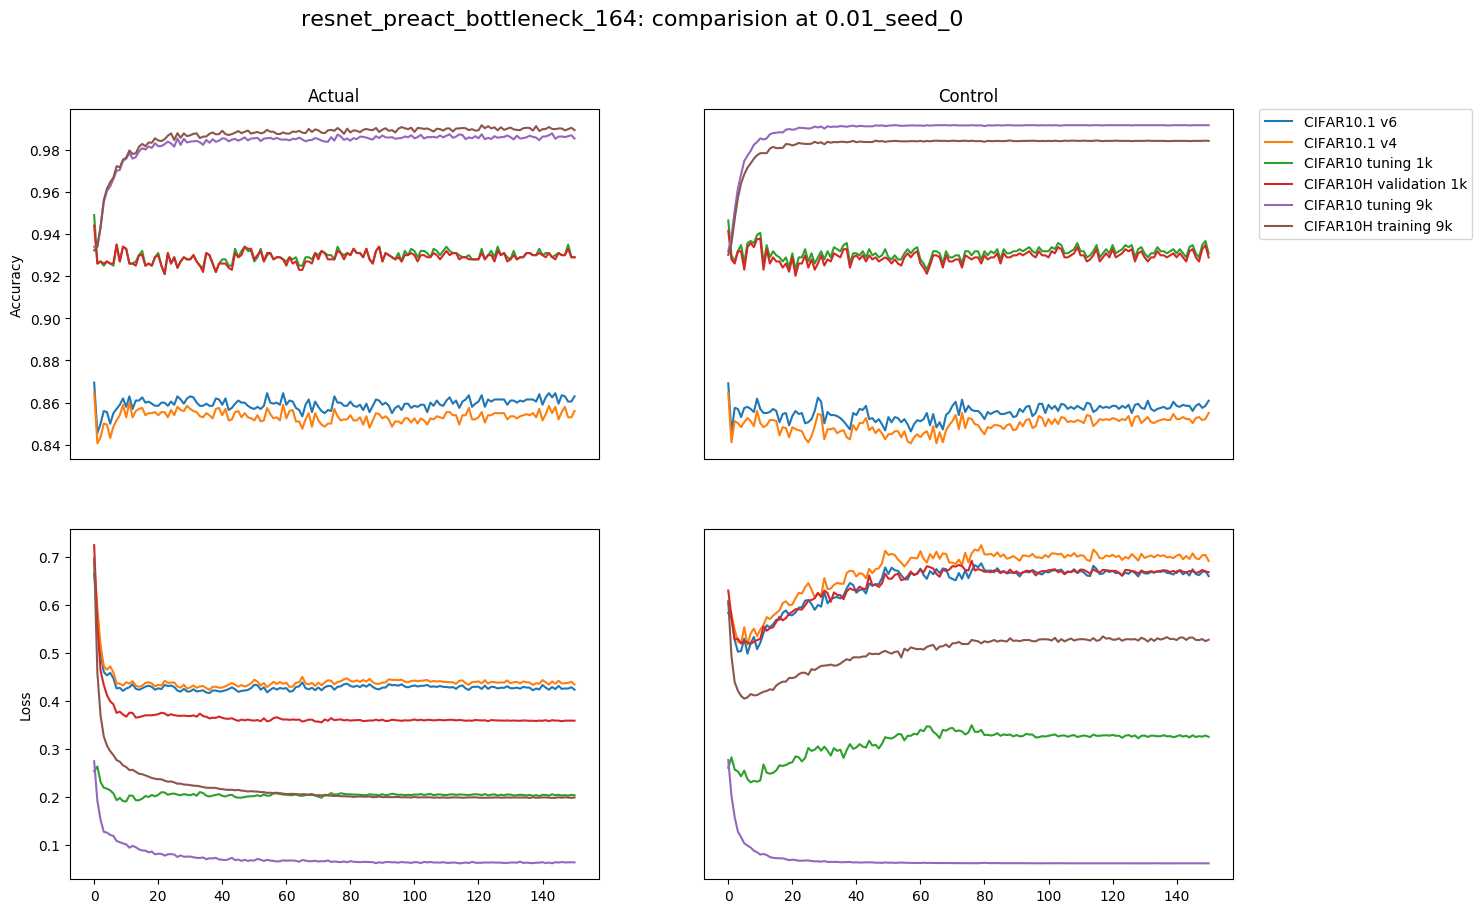 resnet_preact_bottleneck_164: comparision at 0.01_seed_0
Actual
Control
CIFAR10.1 v6
CIFAR10.1 v4
CIFAR10 tuning 1k
CIFAR10H validation 1k
CIFAR10 tuning 9k
CIFAR10H training 9k
Accuracy
0.98
0.96
0.94
0.92
0.90
0.88
0.86
0.84
Loss
0.7
0.6
0.5
0.4
0.3
0.2
0.1
0 20 40 60 80 100 120 140
0 20 40 60 80 100 120 140